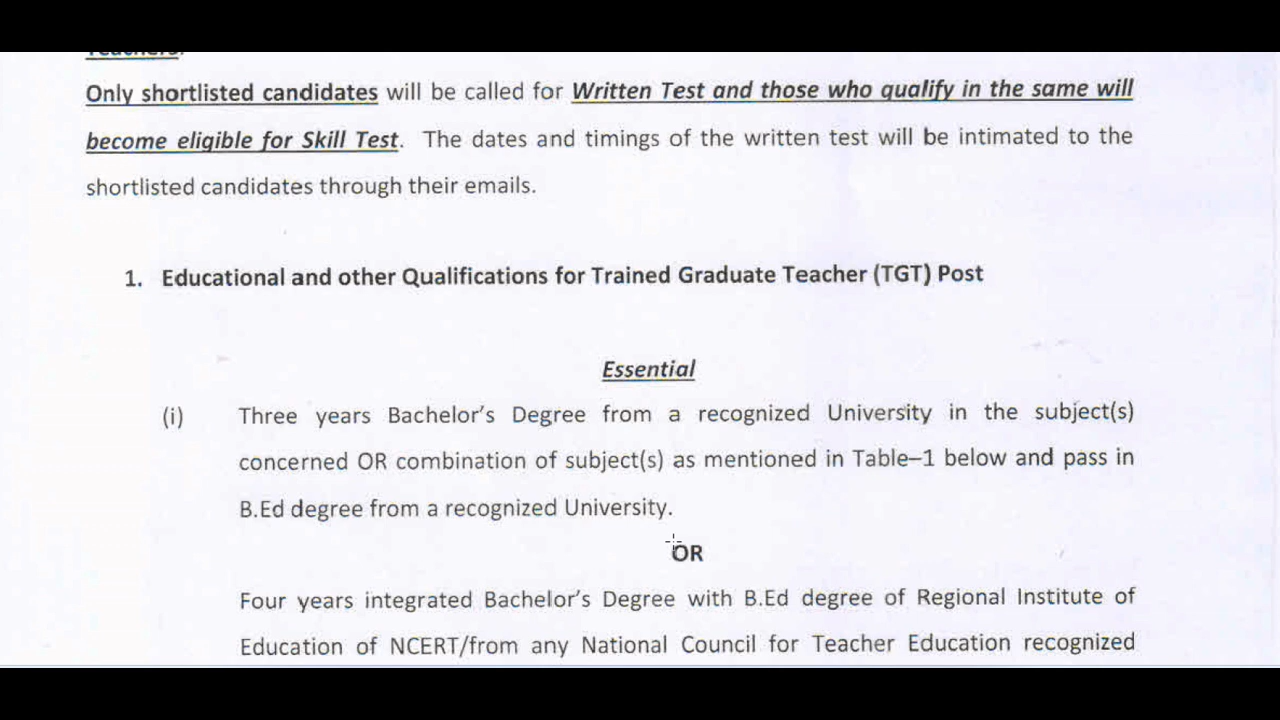 Only shortlisted candidates will be called for Written Test and those who qualify in the same will
become eligible for Skill Test. The dates and timings of the written test will be intimated to the
shortlisted candidates through their emails.
1. Educational and other Qualifications for Trained Graduate Teacher (TGT) Post
Essential
(i) Three years Bachelor's Degree from a recognized University in the subject(s)
concerned OR combination of subject(s) as mentioned in Table–1 below and pass in
B.Ed degree from a recognized University.
OR
Four years integrated Bachelor's Degree with B.Ed degree of Regional Institute of
Education of NCERT/from any National Council for Teacher Education recognized